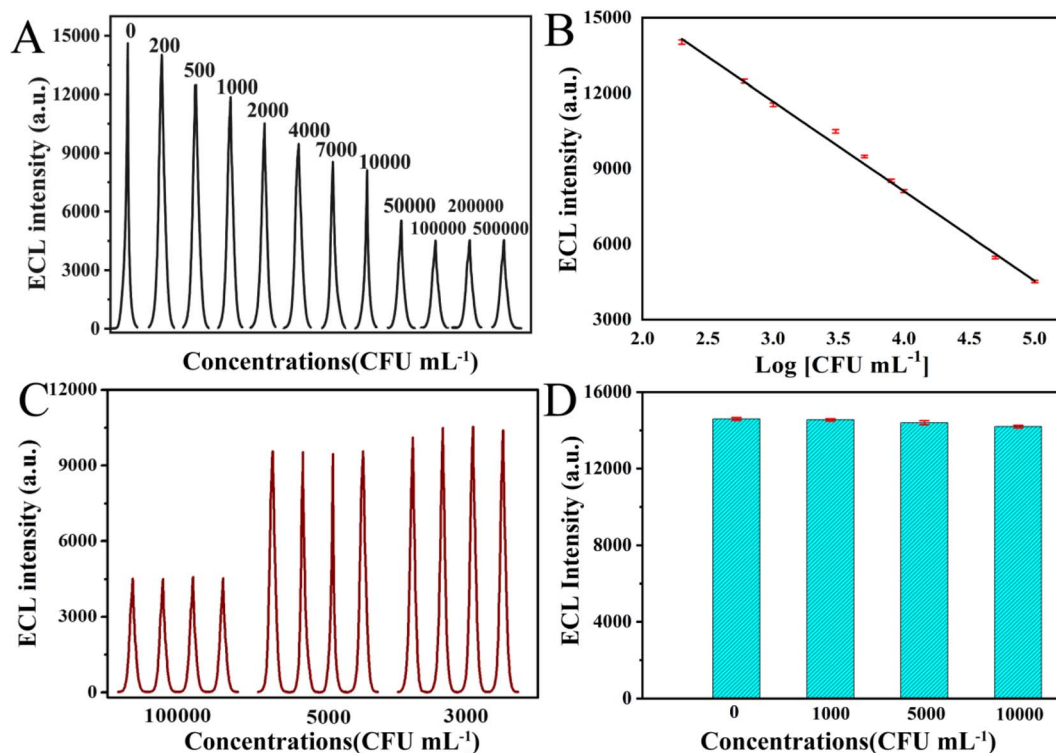 A
ECL intensity (a.u.)
15000
12000
9000
6000
3000
0
0
200
500
1000
2000
4000
7000
10000
50000
100000
200000
500000
Concentrations(CFU mL⁻¹)
B
ECL intensity (a.u.)
15000
12000
9000
6000
3000
2.0 2.5 3.0 3.5 4.0 4.5 5.0
Log [CFU mL⁻¹]
C
ECL intensity (a.u.)
12000
9000
6000
3000
0
100000 5000 3000
Concentrations(CFU mL⁻¹)
D
ECL Intensity (a.u.)
16000
12000
8000
4000
0
0 1000 5000 10000
Concentrations(CFU mL⁻¹)